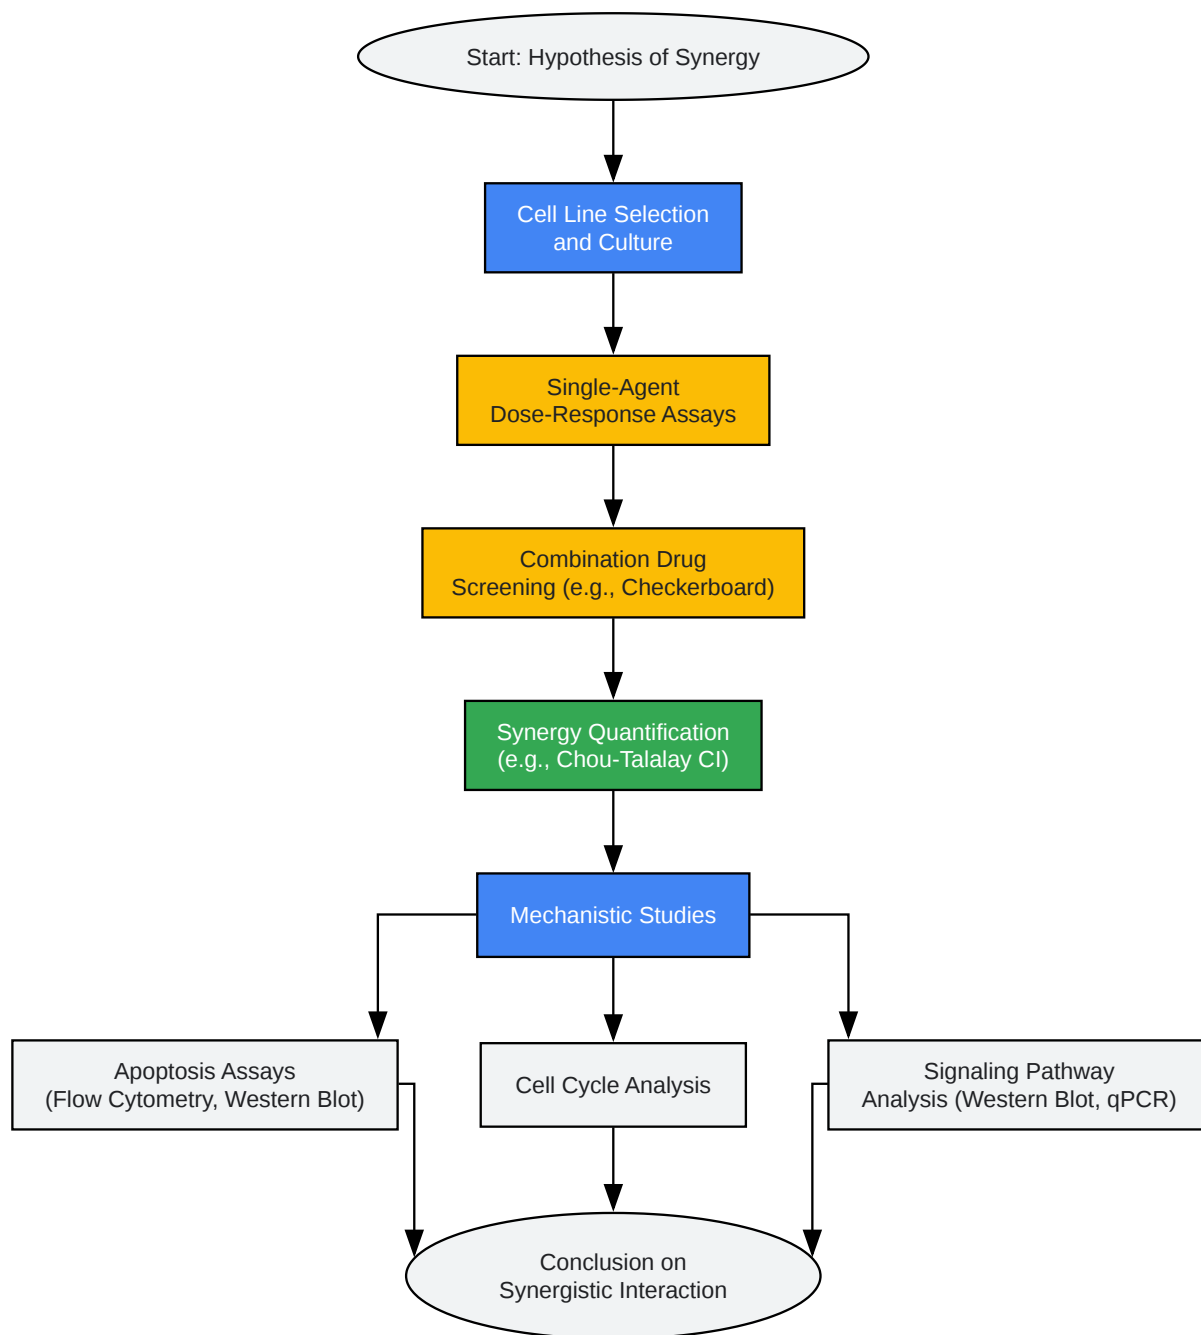 Start: Hypothesis of Synergy
Cell Line Selection
and Culture
Single-Agent
Dose-Response Assays
Combination Drug
Screening (e.g., Checkerboard)
Synergy Quantification
(e.g., Chou-Talalay CI)
Mechanistic Studies
Apoptosis Assays
(Flow Cytometry, Western Blot)
Cell Cycle Analysis
Signaling Pathway
Analysis (Western Blot, qPCR)
Conclusion on
Synergistic Interaction